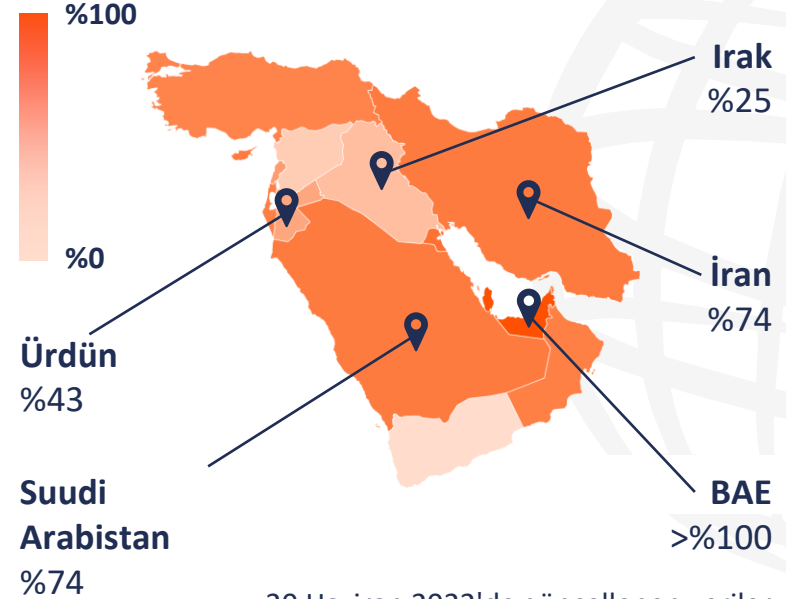 %100
Irak
%25
%0
İran
%74
Ürdün
%43
Suudi
Arabistan
%74
BAE
>%100